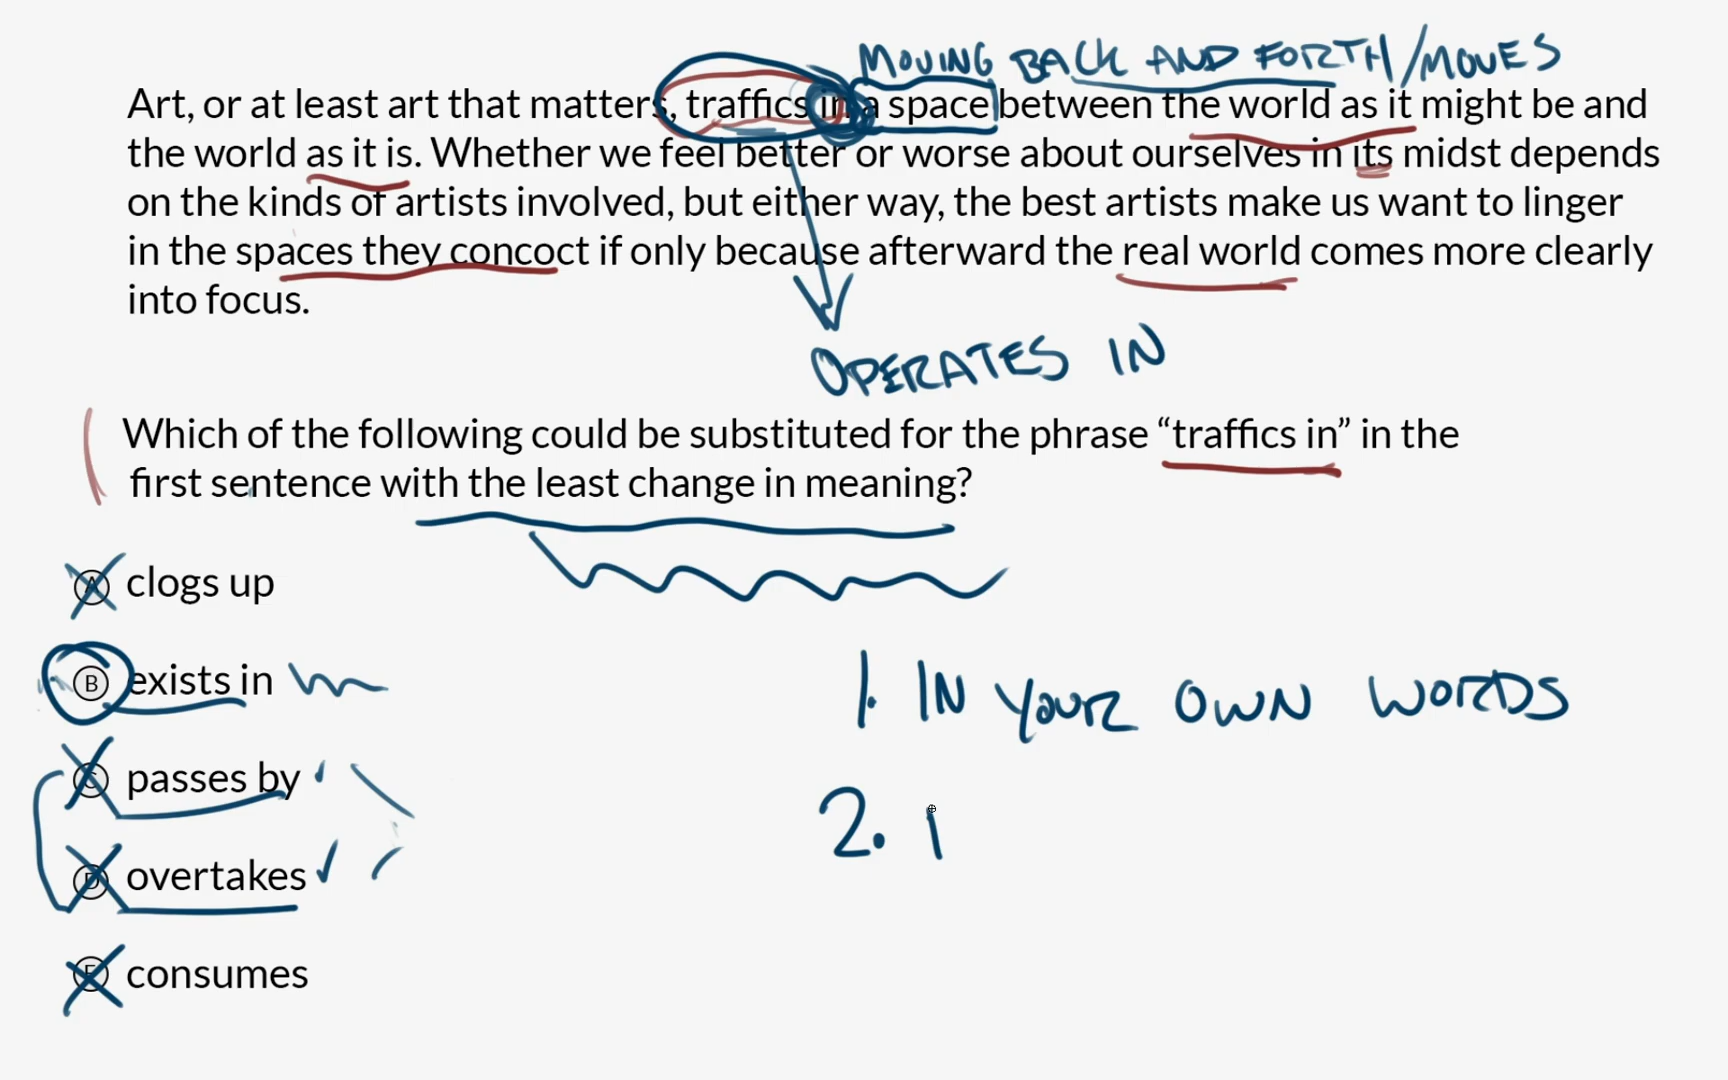 MOVING BACK AND FORTH/MOVES
Art, or at least art that matters, traffics in a space between the world as it might be and
the world as it is. Whether we feel better or worse about ourselves in its midst depends
on the kinds of artists involved, but either way, the best artists make us want to linger
in the spaces they concoct if only because afterward the real world comes more clearly
into focus.
OPERATES IN
Which of the following could be substituted for the phrase “traffics in” in the
first sentence with the least change in meaning?
A clogs up
B exists in
C passes by
D overtakes
E consumes
1. IN YOUR OWN WORDS
2.